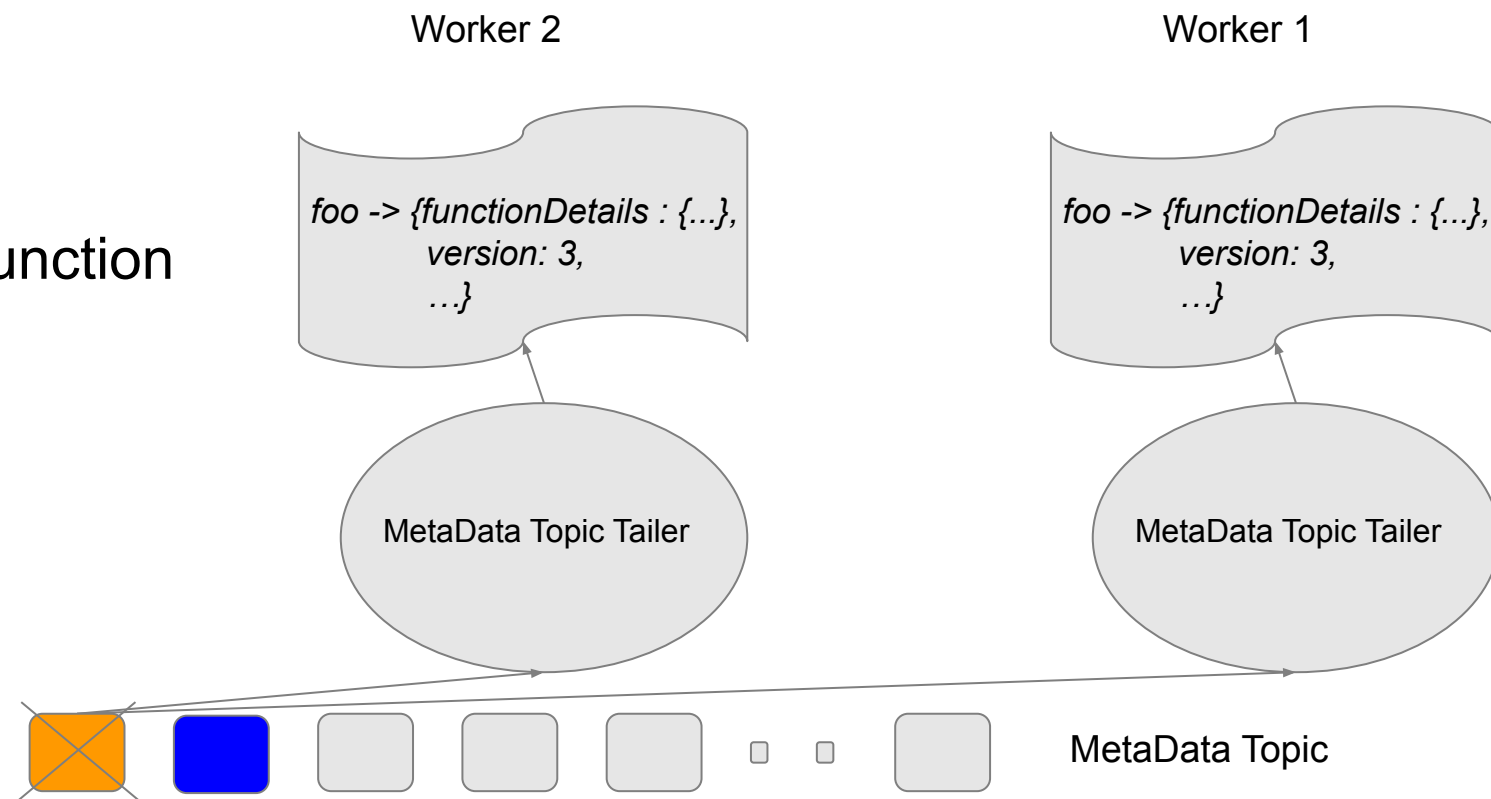 Worker 2
Worker 1
foo -> {functionDetails : {...},
version: 3,
…}
foo -> {functionDetails : {...},
version: 3,
…}
MetaData Topic Tailer
MetaData Topic Tailer
MetaData Topic